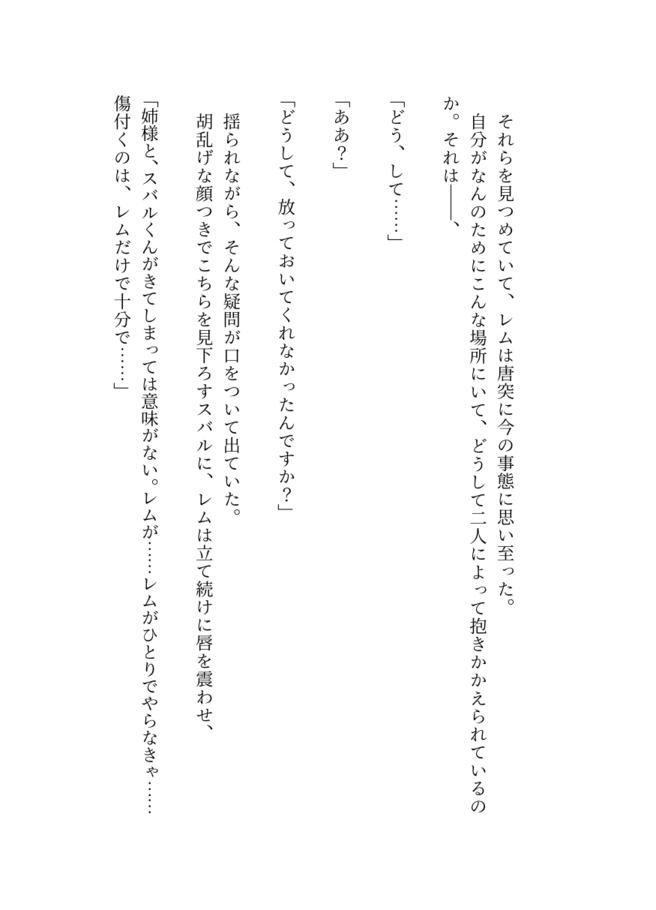 それらを見つめていて、レムは唐突に今の事態に思い至った。
自分がなんのためにこんな場所にいて、どうして二人によって抱きかかえられているの
か。それは――、
「どう、して……」
「ああ？」
「どうして、放っておいてくれなかったんですか？」
揺られながら、そんな疑問が口をついて出ていた。
胡乱げな顔つきでこちらを見下ろすスバルに、レムは立て続けに唇を震わせ、
「姉様と、スバルくんがきてしまっては意味がない。レムが……レムがひとりでやらなきゃ……
傷付くのは、レムだけで十分で……」